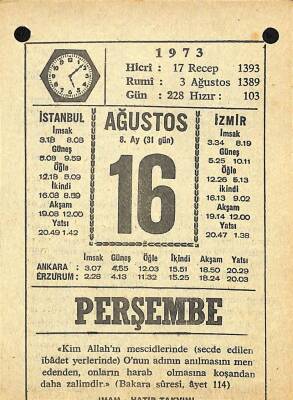 1973
Hicrî : 17 Recep 1393
Rumî : 3 Ağustos 1389
Gün : 228 Hızır : 103
İSTANBUL
İmsak
3.18 8.08
Güneş
5.08 9.59
Öğle
12.18 5.09
İkindi
16.08 8.59
Akşam
19.08 12.00
Yatsı
20.49 1.42
AĞUSTOS
8. Ay (31 gün)
16
İZMİR
İmsak
3.34 8.19
Güneş
5.25 10.11
Öğle
12.26 5.13
İkindi
16.13 9.02
Akşam
19.14 12.00
Yatsı
20.47 1.38
İmsak Güneş Öğle İkindi Akşam Yatsı
ANKARA : 3.07 4.55 12.03 15.51 18.50 20.29
ERZURUM : 2.28 4.13 11.32 15.25 18.24 20.03
PERŞEMBE
«Kim Allah'ın mescidlerinde (secde edilen
ibâdet yerlerinde) O'nun adının anılmasını men
edenden, onların harab olmasına koşandan
daha zalimdir.» (Bakara sûresi, âyet 114)
İMAM - HATİP TAKVİMİ